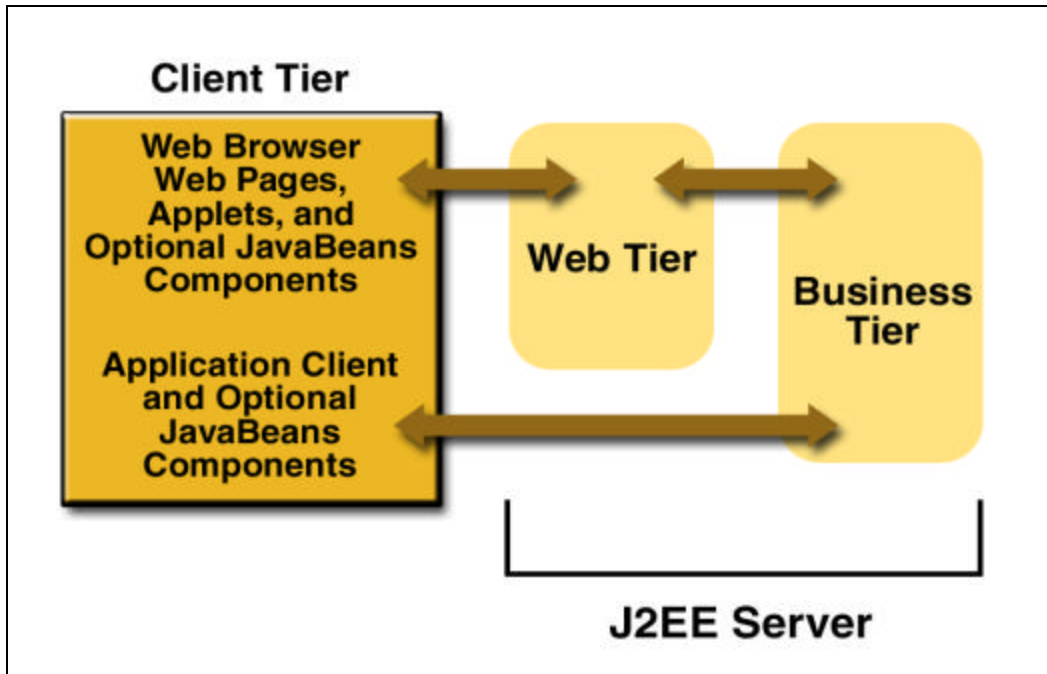 Client Tier
Web Browser
Web Pages,
Applets, and
Optional JavaBeans
Components
Application Client
and Optional
JavaBeans
Components
Web Tier
Business
Tier
J2EE Server